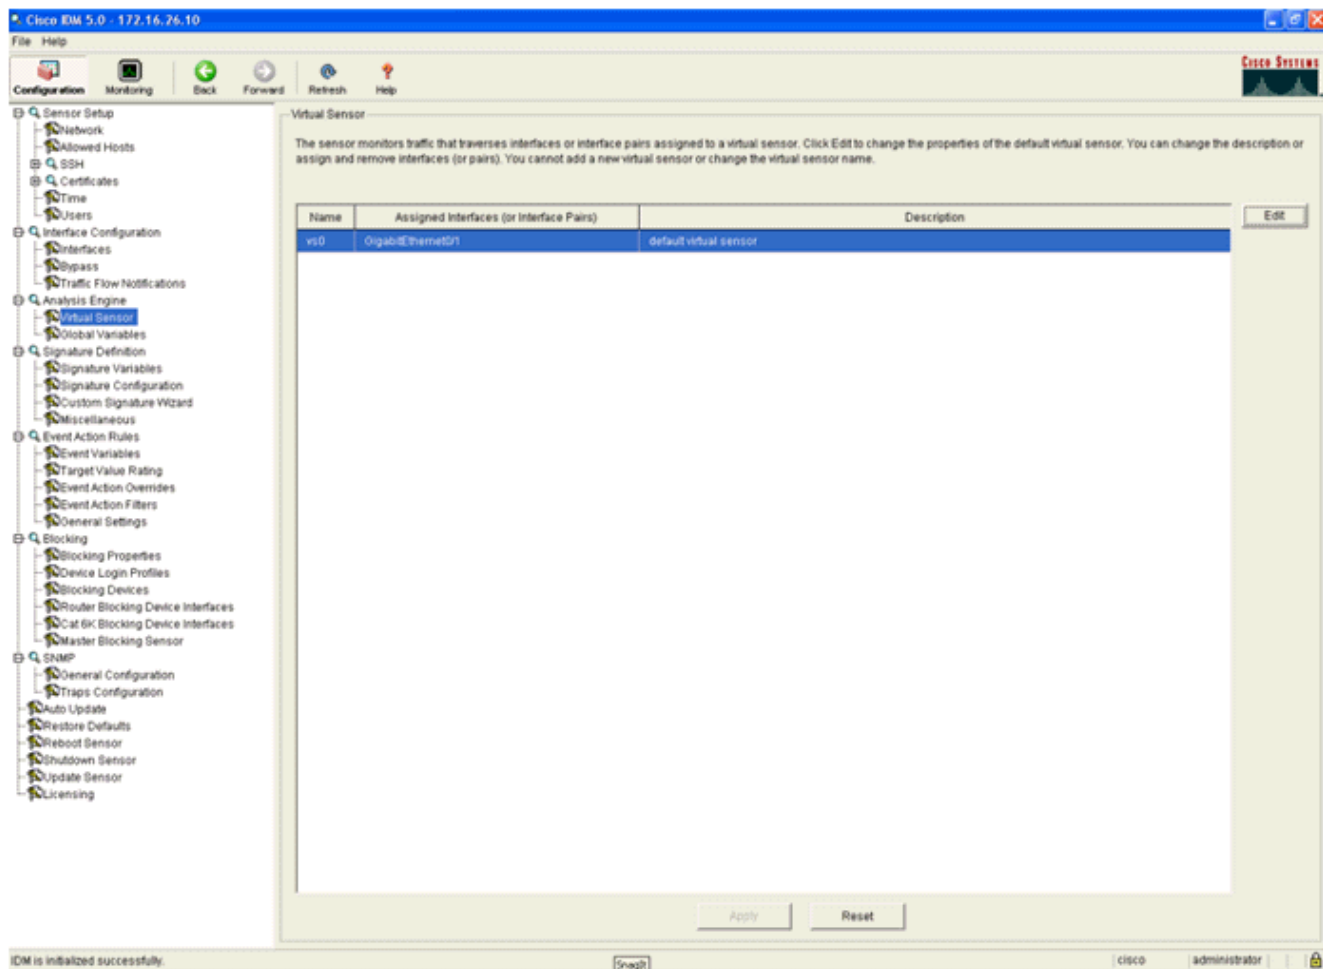 Cisco IDM 5.0 - 172.16.26.10
File Help
Configuration Monitoring Back Forward Refresh Help
CISCO SYSTEMS
Sensor Setup
Network
Allowed Hosts
SSH
Certificates
Time
Users
Interface Configuration
Interfaces
Bypass
Traffic Flow Notifications
Analysis Engine
Virtual Sensor
Global Variables
Signature Definition
Signature Variables
Signature Configuration
Custom Signature Wizard
Miscellaneous
Event Action Rules
Event Variables
Target Value Rating
Event Action Overrides
Event Action Filters
General Settings
Blocking
Blocking Properties
Device Login Profiles
Blocking Devices
Router Blocking Device Interfaces
Cat 6K Blocking Device Interfaces
Master Blocking Sensor
SNMP
General Configuration
Traps Configuration
Auto Update
Restore Defaults
Reboot Sensor
Shutdown Sensor
Update Sensor
Licensing
Virtual Sensor
The sensor monitors traffic that traverses interfaces or interface pairs assigned to a virtual sensor. Click Edit to change the properties of the default virtual sensor. You can change the description or
assign and remove interfaces (or pairs). You cannot add a new virtual sensor or change the virtual sensor name.
Name Assigned Interfaces (or Interface Pairs) Description Edit
vs0 GigabitEthernet0/1 default virtual sensor
Apply Reset
IDM is initialized successfully. SnagIt cisco administrator